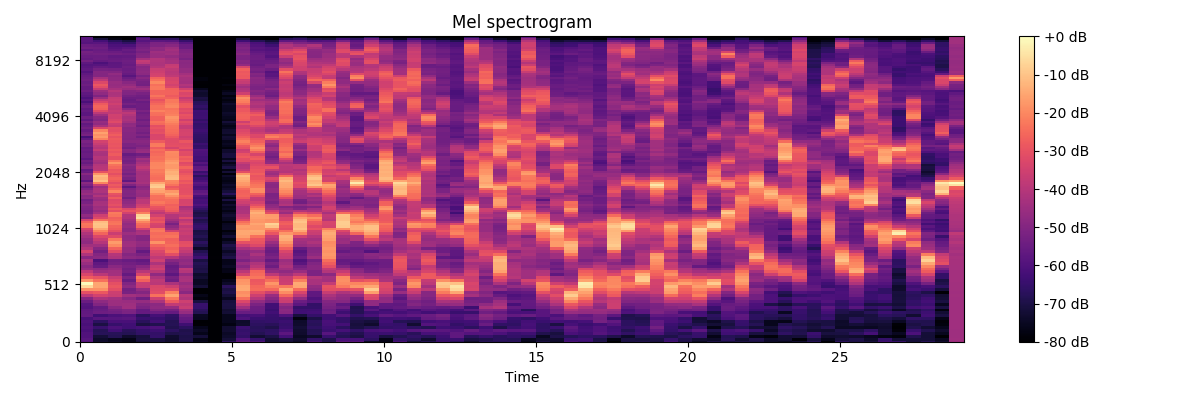 Mel spectrogram
8192
4096
2048
1024
512
0
Hz
0 5 10 15 20 25
Time
+0 dB
-10 dB
-20 dB
-30 dB
-40 dB
-50 dB
-60 dB
-70 dB
-80 dB